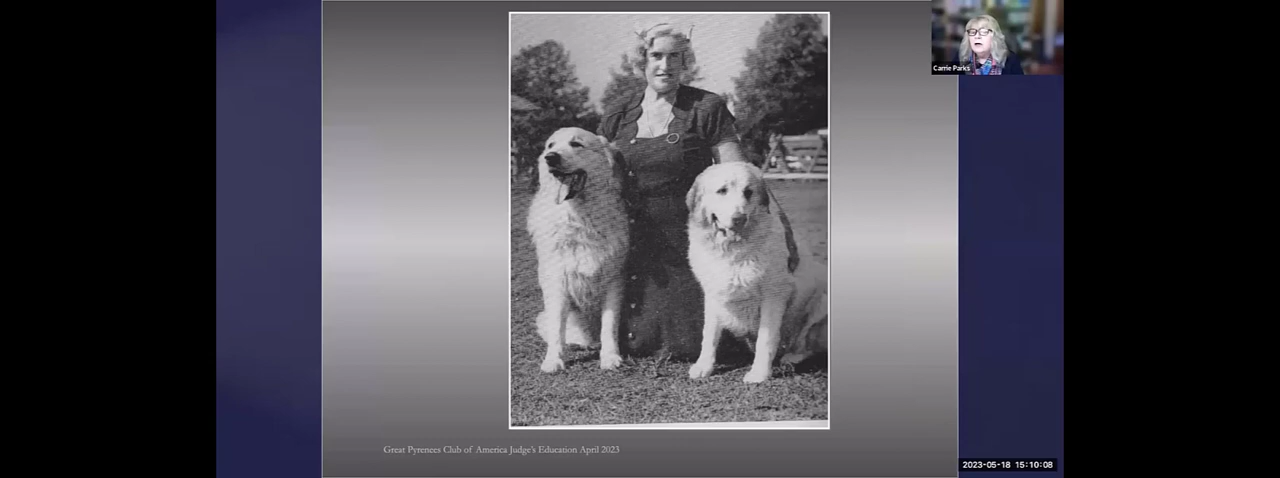 Carrie Parks
Great Pyrenees Club of America Judge's Education April 2023
2023-05-18 15:10:08